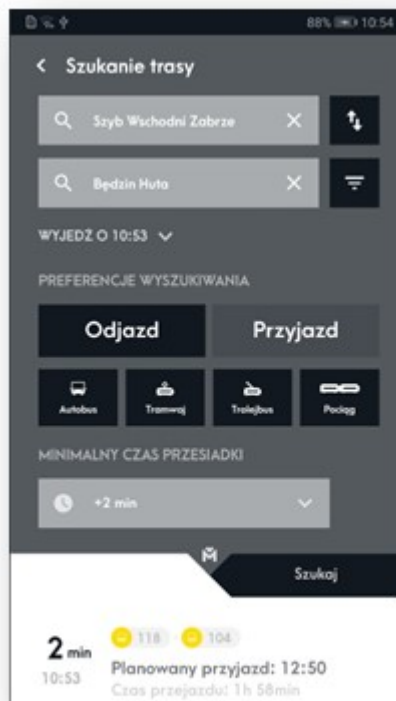 88% 10:54
Szukanie trasy
Szyb Wschodni Zabrze
Będzin Huta
WYJEDŹ O 10:53
PREFERENCJE WYSZUKIWANIA
Odjazd Przyjazd
Autobus Tramwaj Trolejbus Pociąg
MINIMALNY CZAS PRZESIADKI
+2 min
Szukaj
118 104
2 min
Planowany przyjazd: 12:50
10:53
Czas przejazdu: 1h 58min